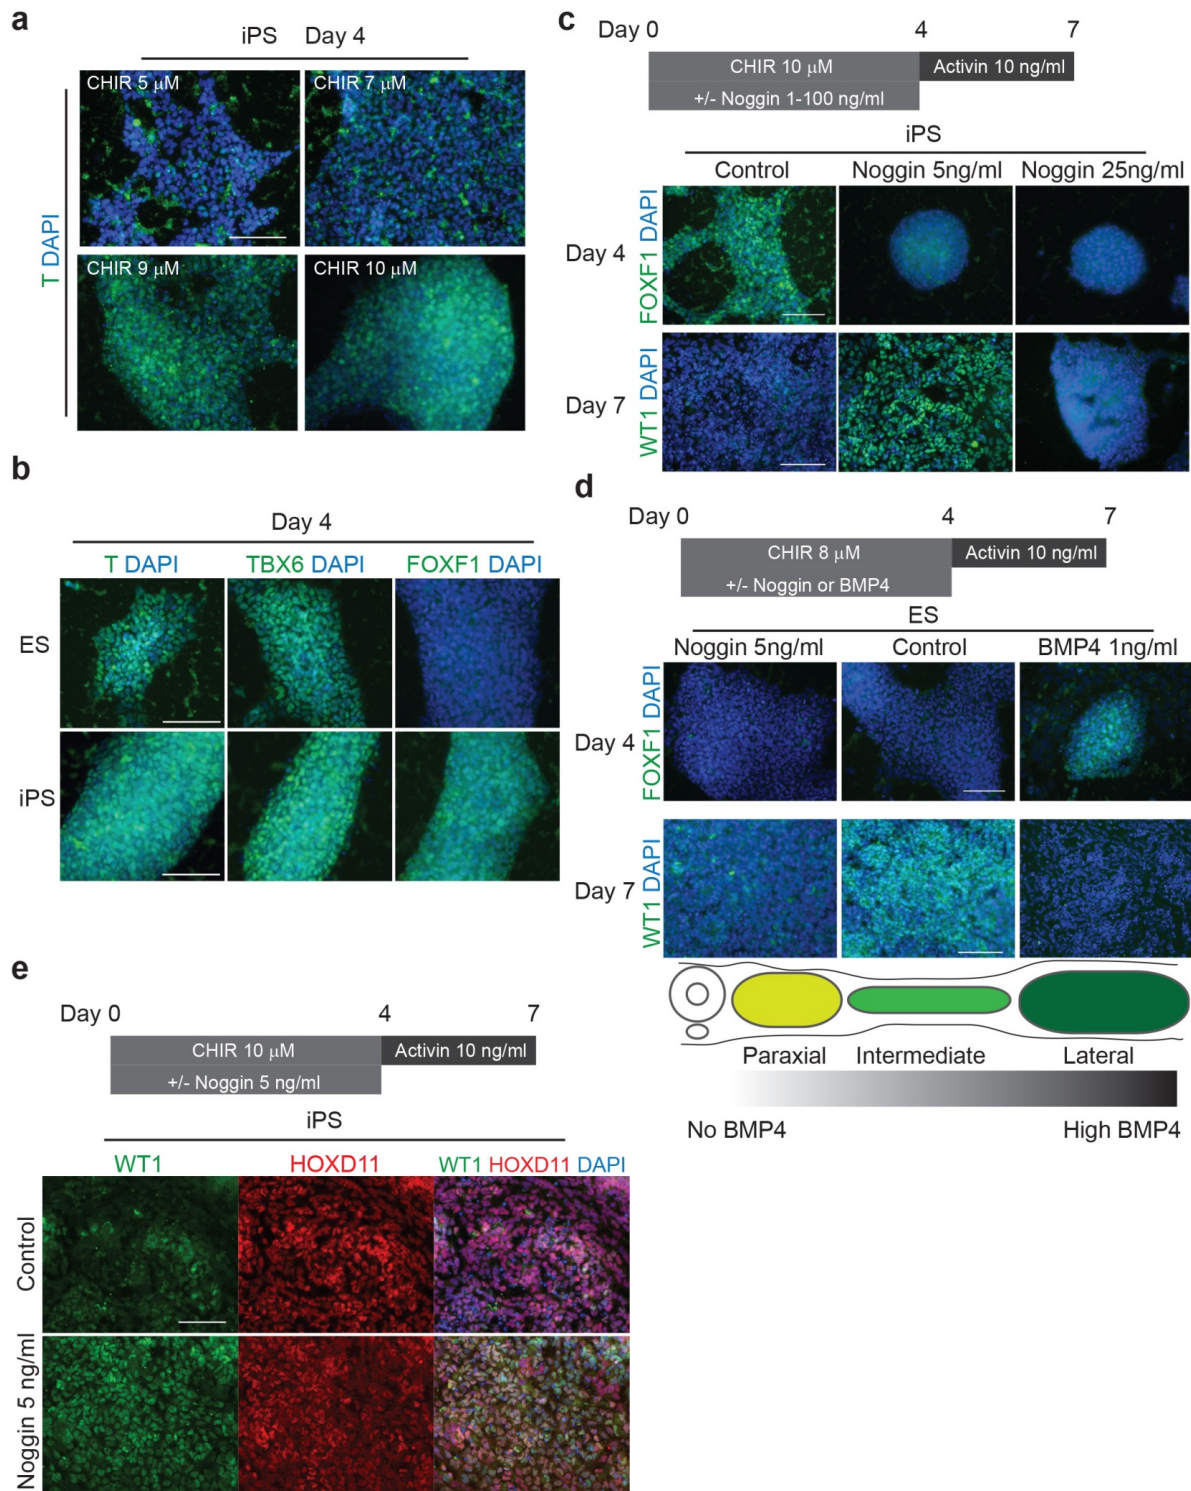 a
iPS Day 4
CHIR 5 μM
CHIR 7 μM
CHIR 9 μM
CHIR 10 μM
T DAPI
b
Day 4
T DAPI
TBX6 DAPI
FOXF1 DAPI
ES
iPS
c
Day 0 4 7
CHIR 10 μM
Activin 10 ng/ml
+/- Noggin 1-100 ng/ml
iPS
Control
Noggin 5ng/ml
Noggin 25ng/ml
Day 4
FOXF1 DAPI
Day 7
WT1 DAPI
d
Day 0 4 7
CHIR 8 μM
Activin 10 ng/ml
+/- Noggin or BMP4
ES
Noggin 5ng/ml
Control
BMP4 1ng/ml
Day 4
FOXF1 DAPI
Day 7
WT1 DAPI
Paraxial
Intermediate
Lateral
No BMP4
High BMP4
e
Day 0 4 7
CHIR 10 μM
Activin 10 ng/ml
+/- Noggin 5 ng/ml
iPS
WT1
HOXD11
WT1 HOXD11 DAPI
Control
Noggin 5 ng/ml